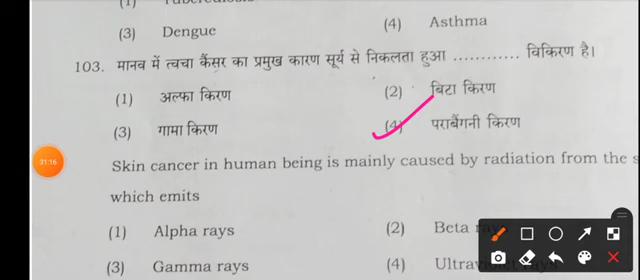 (3) Dengue (4) Asthma
103. मानव में त्वचा कैंसर का प्रमुख कारण सूर्य से निकलता हुआ ............ विकिरण है।
(1) अल्फा किरण (2) बिटा किरण
(3) गामा किरण (4) पराबैंगनी किरण
Skin cancer in human being is mainly caused by radiation from the
which emits
(1) Alpha rays (2) Beta
(3) Gamma rays (4)
31:16